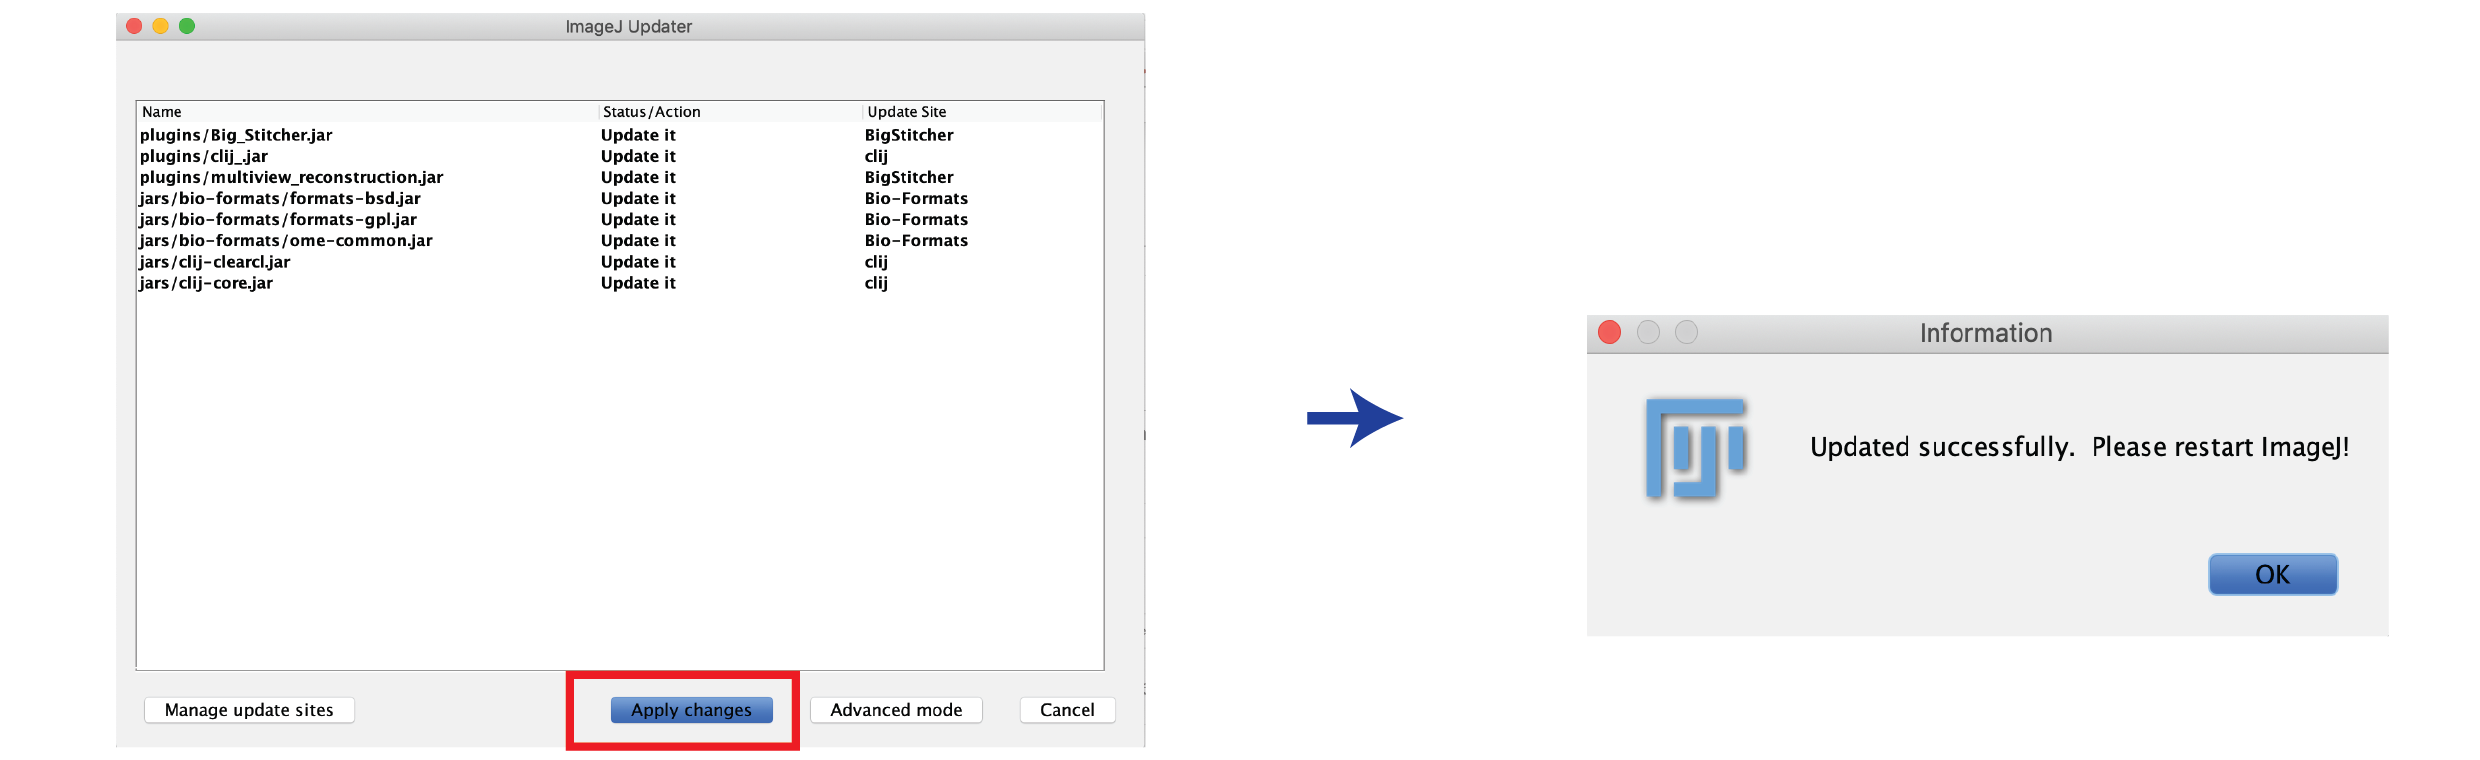 ImageJ Updater
Name Status/Action Update Site
plugins/Big_Stitcher.jar Update it BigStitcher
plugins/clij_.jar Update it clij
plugins/multiview_reconstruction.jar Update it BigStitcher
jars/bio-formats/formats-bsd.jar Update it Bio-Formats
jars/bio-formats/formats-gpl.jar Update it Bio-Formats
jars/bio-formats/ome-common.jar Update it Bio-Formats
jars/clij-clearcl.jar Update it clij
jars/clij-core.jar Update it clij
Manage update sites Apply changes Advanced mode Cancel
Information
Updated successfully.  Please restart ImageJ!
OK